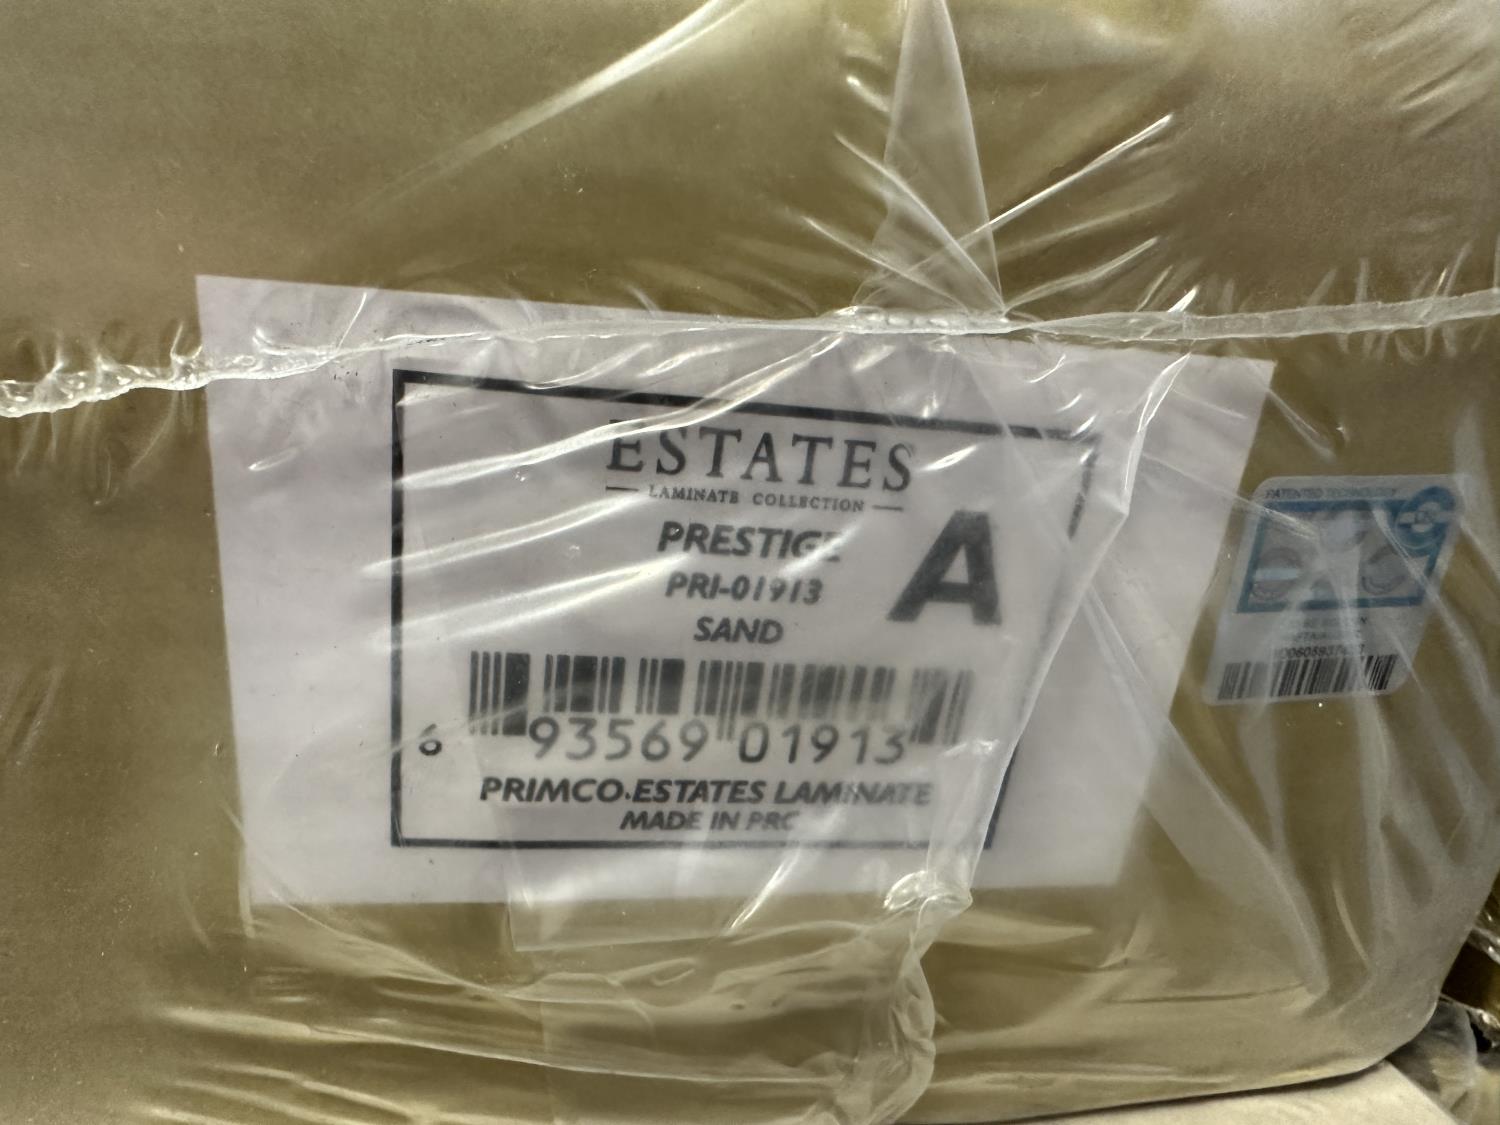 ESTATES
LAMINATE COLLECTION
PRESTIGE
PRI-01913
SAND
A
6 93569 01913
PRIMCO.ESTATES LAMINATE
MADE IN PRC
PATENTED TECHNOLOGY